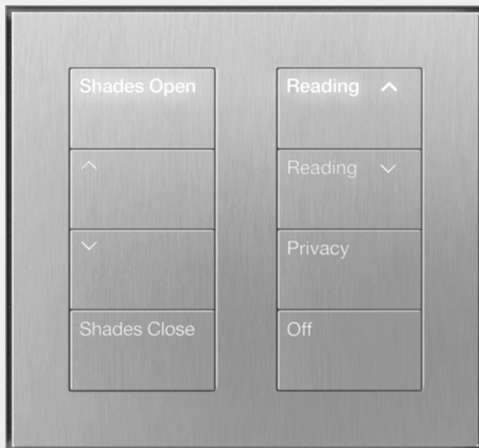 Shades Open
Shades Close
Reading
Reading
Privacy
Off